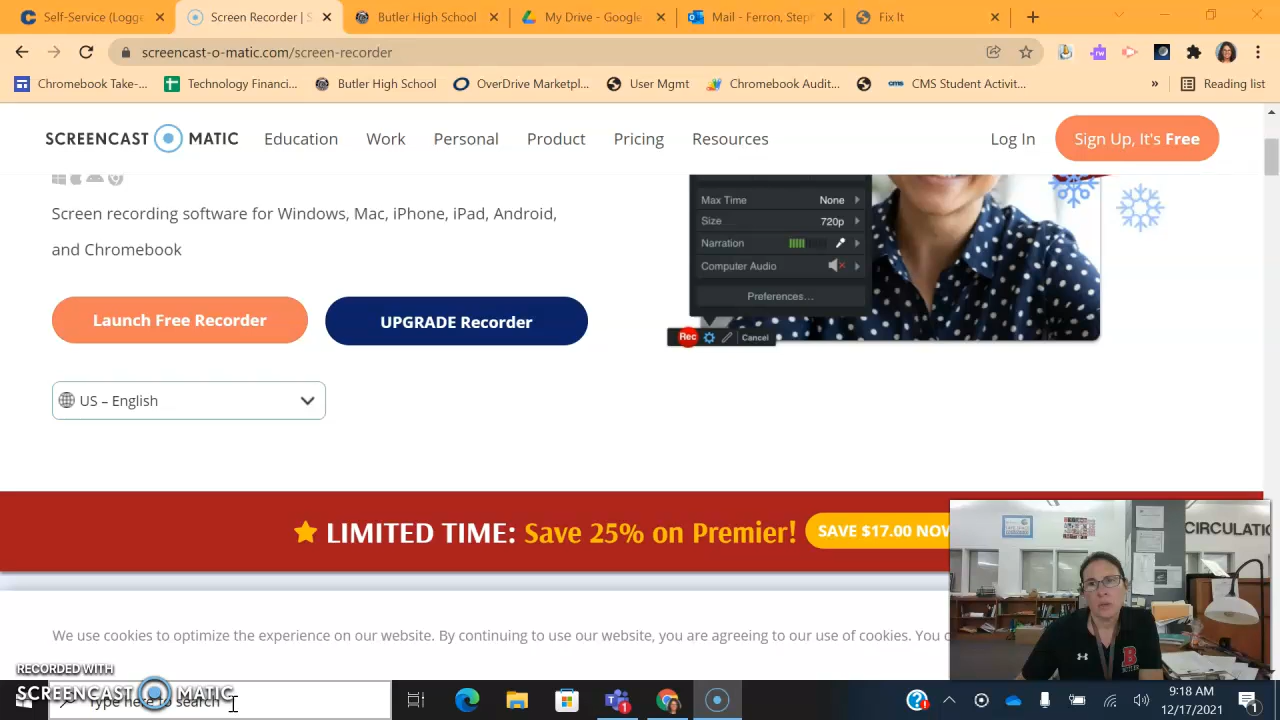 Self-Service (Logge
Screen Recorder | S
Butler High School
My Drive - Google
Mail - Ferron, Step
Fix It
screencast-o-matic.com/screen-recorder
Chromebook Take-...
Technology Financi...
Butler High School
OverDrive Marketpl...
User Mgmt
Chromebook Audit...
CMS Student Activit...
»
Reading list
SCREENCAST MATIC
Education
Work
Personal
Product
Pricing
Resources
Log In
Sign Up, It's Free
Screen recording software for Windows, Mac, iPhone, iPad, Android,
and Chromebook
Launch Free Recorder
UPGRADE Recorder
US – English
Max Time None
Size 720p
Narration
Computer Audio
Preferences...
Rec
Cancel
LIMITED TIME: Save 25% on Premier!
SAVE $17.00 NOW
CIRCULATIO
We use cookies to optimize the experience on our website. By continuing to use our website, you are agreeing to our use of cookies. You c
RECORDED WITH
SCREENCAST MATIC
Type here to search
B
BUTLER
1
9:18 AM
12/17/2021
1